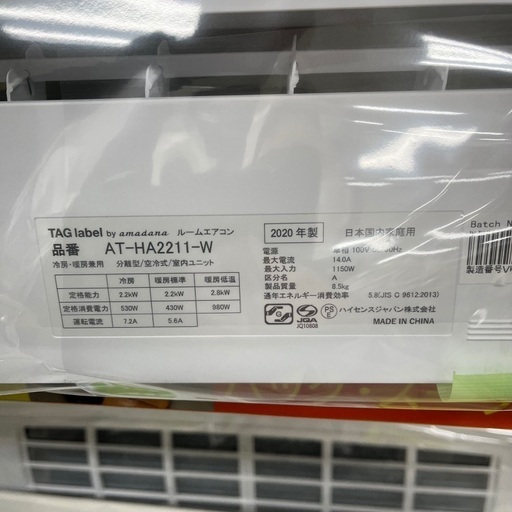 TAG label by amadana ルームエアコン
品番 AT-HA2211-W
冷房・暖房兼用 分離型/空冷式/室内ユニット
冷房 暖房標準 暖房低温
定格能力 2.2kW 2.2kW 2.8kW
定格消費電力 530W 430W 980W
運転電流 7.2A 5.6A
2020 年製 日本国内家庭用
電源 単相 100V
最大電流 14.0A
最大入力 1150W
区分名 A
製品質量 8.5kg
通年エネルギー消費効率 5.8(JIS C 9612:2013)
JQA
JQ10808
ハイセンスジャパン株式会社
MADE IN CHINA
Batch N
製造番号V